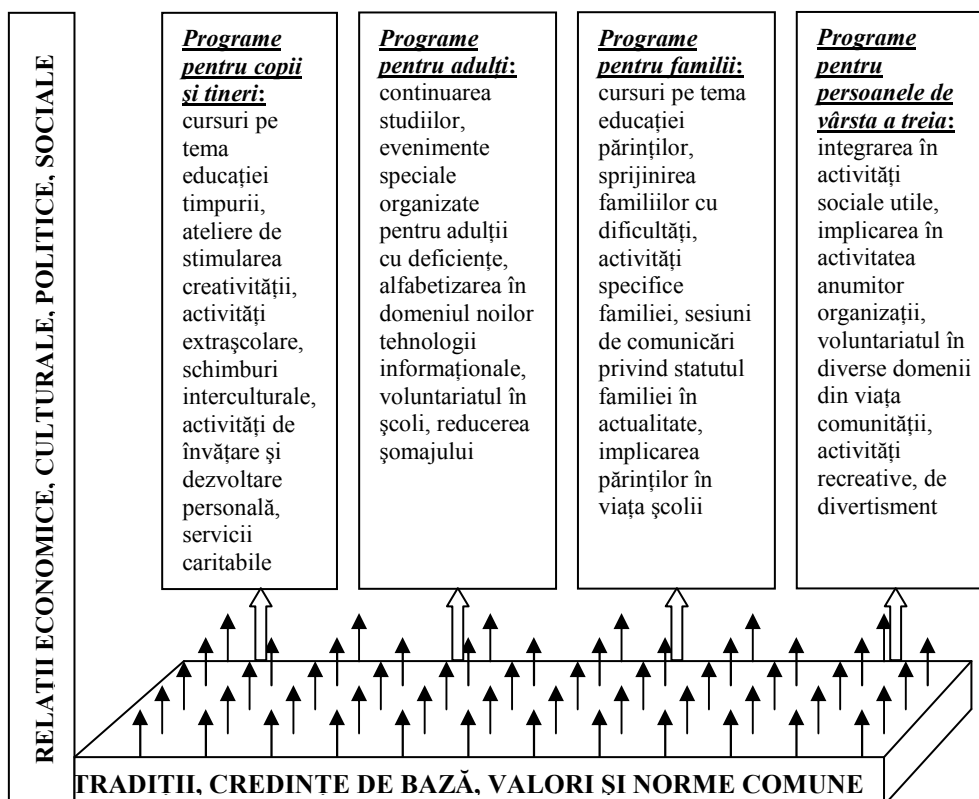 RELAȚII ECONOMICE, CULTURALE, POLITICE, SOCIALE
Programe
pentru copii
și tineri:
cursuri pe
tema
educației
timpurii,
ateliere de
stimularea
creativității,
activități
extraşcolare,
schimburi
interculturale,
activități de
învățare şi
dezvoltare
personală,
servicii
caritabile
Programe
pentru adulți:
continuarea
studiilor,
evenimente
speciale
organizate
pentru adulții
cu deficiențe,
alfabetizarea în
domeniul noilor
tehnologii
informaționale,
voluntariatul în
şcoli, reducerea
şomajului
Programe
pentru familii:
cursuri pe tema
educației
părinților,
sprijinirea
familiilor cu
dificultăți,
activități
specifice
familiei, sesiuni
de comunicări
privind statutul
familiei în
actualitate,
implicarea
părinților în
viața şcolii
Programe
pentru
persoanele de
vârsta a treia:
integrarea în
activități
sociale utile,
implicarea în
activitatea
anumitor
organizații,
voluntariatul în
diverse domenii
din viața
comunității,
activități
recreative, de
divertisment
TRADIȚII, CREDINȚE DE BAZĂ, VALORI ȘI NORME COMUNE